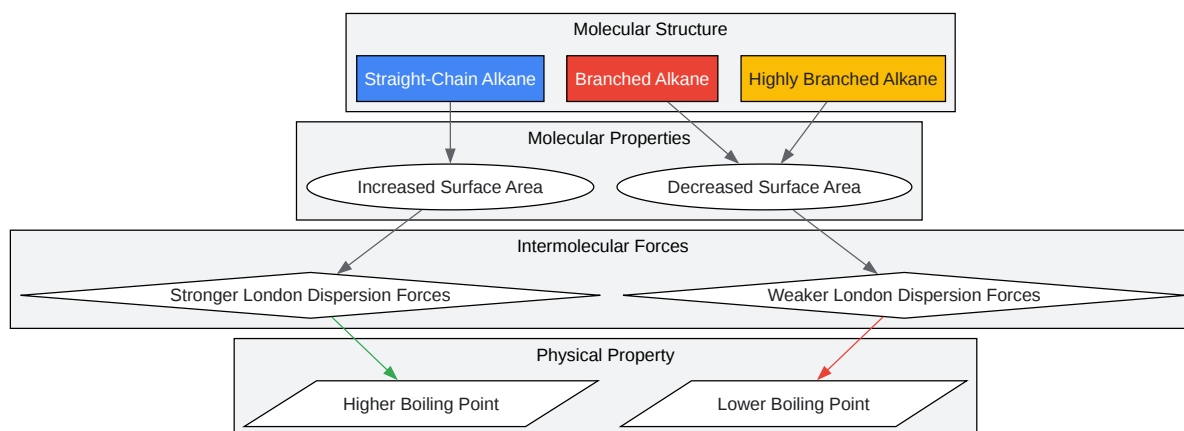 Molecular Structure
Straight-Chain Alkane
Branched Alkane
Highly Branched Alkane
Molecular Properties
Increased Surface Area
Decreased Surface Area
Intermolecular Forces
Stronger London Dispersion Forces
Weaker London Dispersion Forces
Physical Property
Higher Boiling Point
Lower Boiling Point